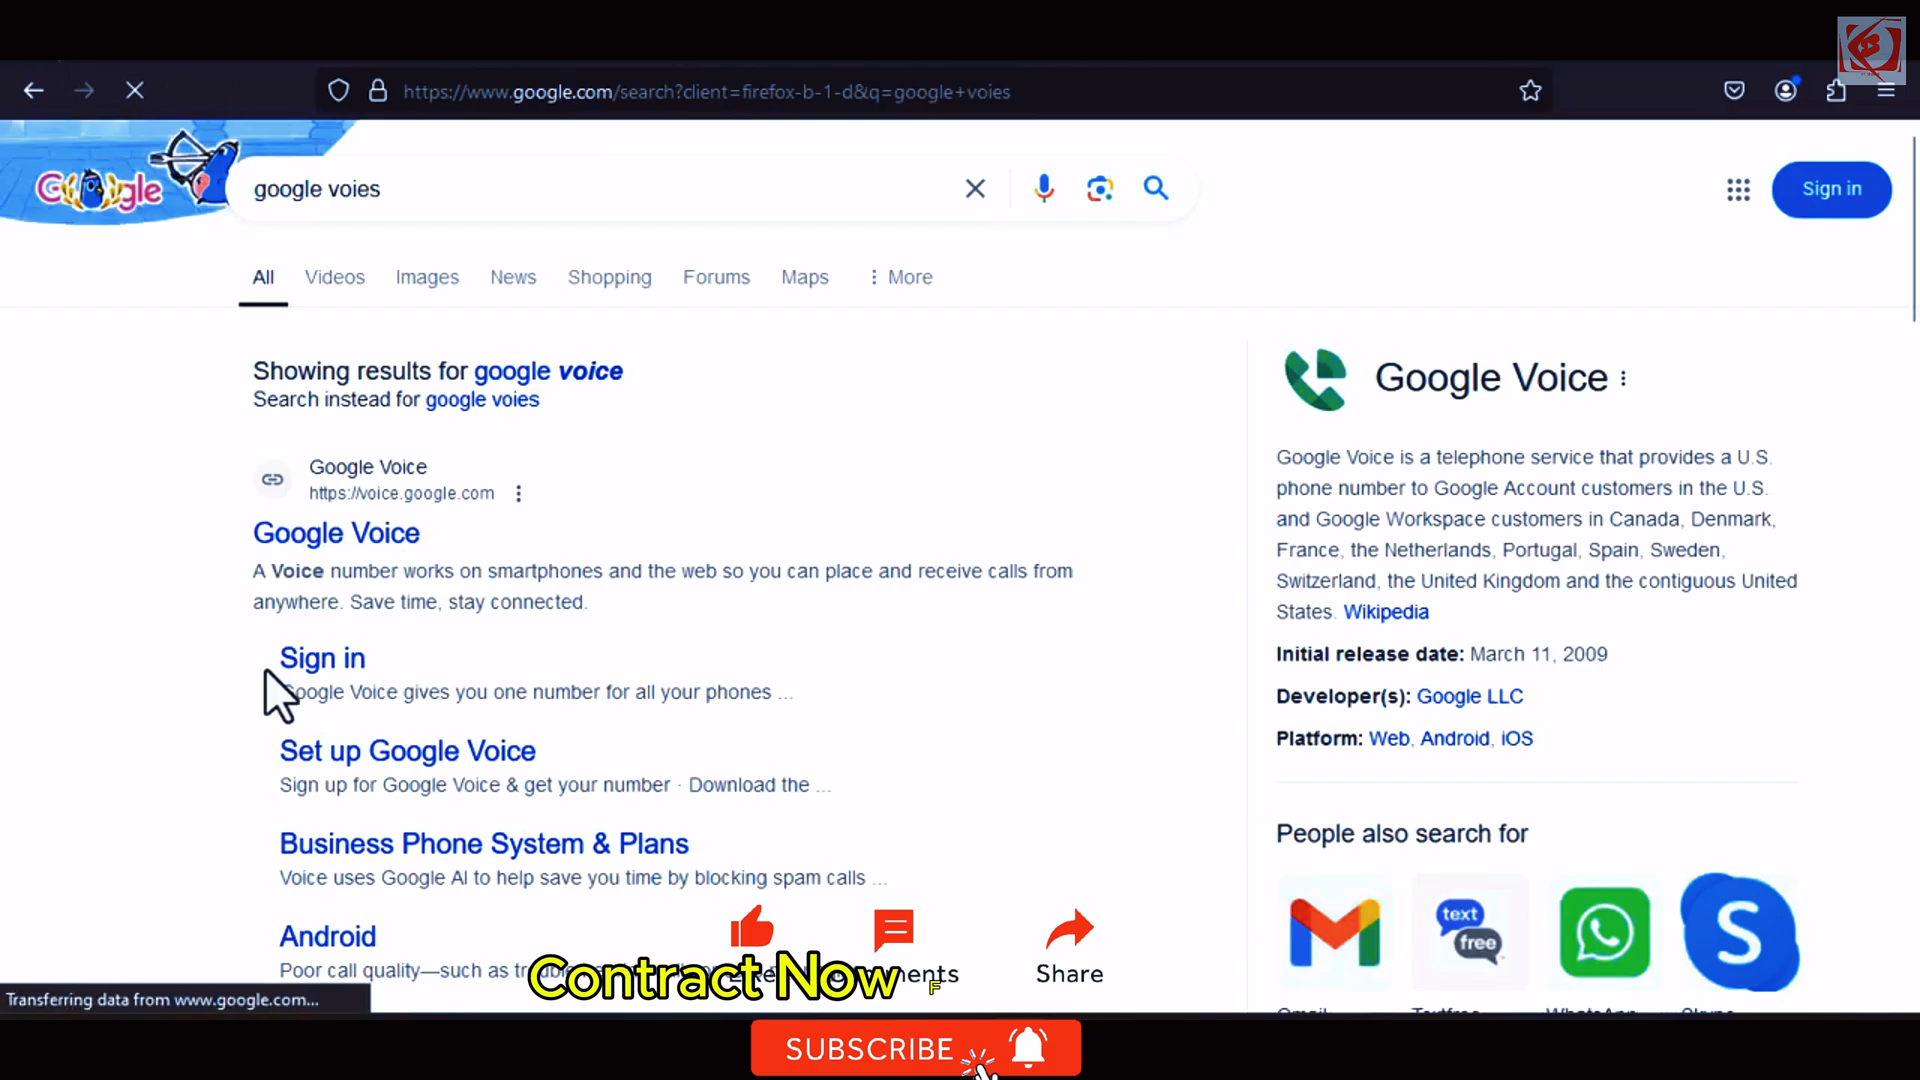 https://www.google.com/search?client=firefox-b-1-d&q=google+voies
Google
google voies
Sign in
All Videos Images News Shopping Forums Maps More
Showing results for google voice
Search instead for google voies
Google Voice
https://voice.google.com
Google Voice
A Voice number works on smartphones and the web so you can place and receive calls from
anywhere. Save time, stay connected.
Sign in
Google Voice gives you one number for all your phones ...
Set up Google Voice
Sign up for Google Voice & get your number · Download the ...
Business Phone System & Plans
Voice uses Google AI to help save you time by blocking spam calls ...
Android
Poor call quality—such as
Google Voice
Google Voice is a telephone service that provides a U.S.
phone number to Google Account customers in the U.S.
and Google Workspace customers in Canada, Denmark,
France, the Netherlands, Portugal, Spain, Sweden,
Switzerland, the United Kingdom and the contiguous United
States. Wikipedia
Initial release date: March 11, 2009
Developer(s): Google LLC
Platform: Web, Android, iOS
People also search for
text
free
Gmail Textfree WhatsApp Skype
Contract Now F
Share
Transferring data from www.google.com...
SUBSCRIBE